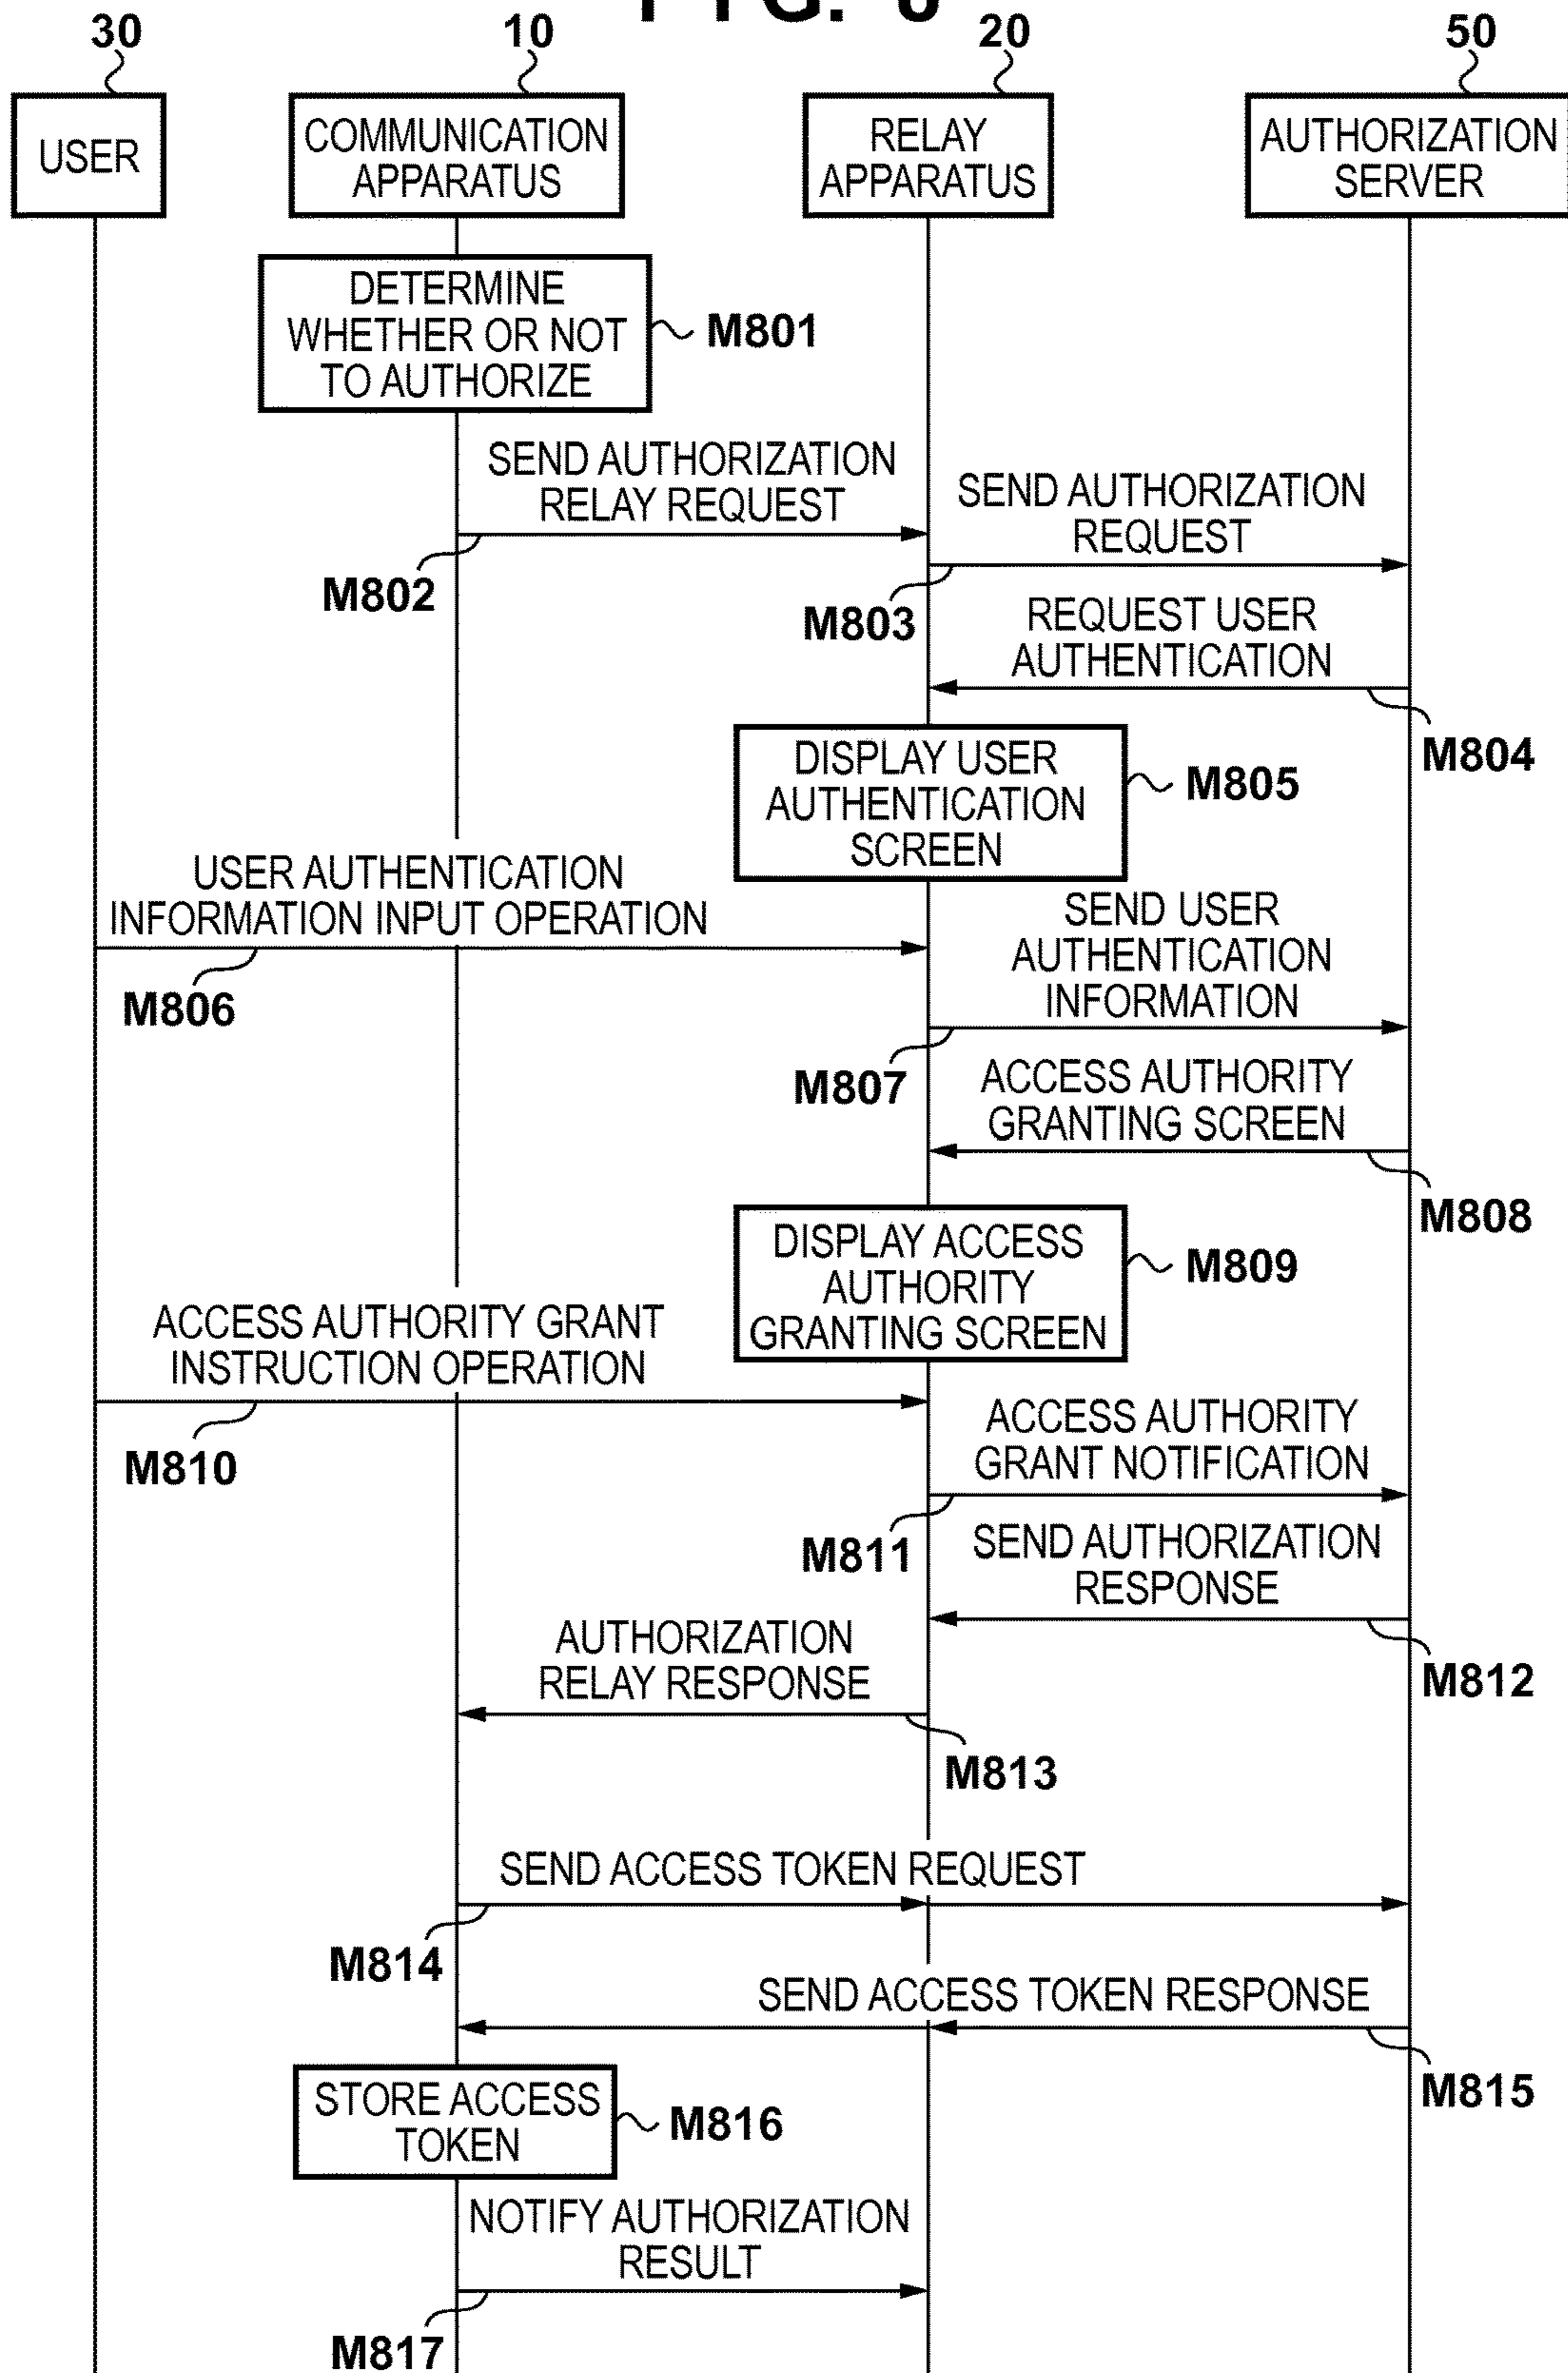 30
10
20
50
USER
COMMUNICATION
APPARATUS
RELAY
APPARATUS
AUTHORIZATION
SERVER
DETERMINE
WHETHER OR NOT
TO AUTHORIZE
M801
SEND AUTHORIZATION
RELAY REQUEST
M802
SEND AUTHORIZATION
REQUEST
M803
REQUEST USER
AUTHENTICATION
M804
DISPLAY USER
AUTHENTICATION
SCREEN
M805
USER AUTHENTICATION
INFORMATION INPUT OPERATION
M806
SEND USER
AUTHENTICATION
INFORMATION
M807
ACCESS AUTHORITY
GRANTING SCREEN
M808
DISPLAY ACCESS
AUTHORITY
GRANTING SCREEN
M809
ACCESS AUTHORITY GRANT
INSTRUCTION OPERATION
M810
ACCESS AUTHORITY
GRANT NOTIFICATION
M811
SEND AUTHORIZATION
RESPONSE
M812
AUTHORIZATION
RELAY RESPONSE
M813
SEND ACCESS TOKEN REQUEST
M814
SEND ACCESS TOKEN RESPONSE
M815
STORE ACCESS
TOKEN
M816
NOTIFY AUTHORIZATION
RESULT
M817